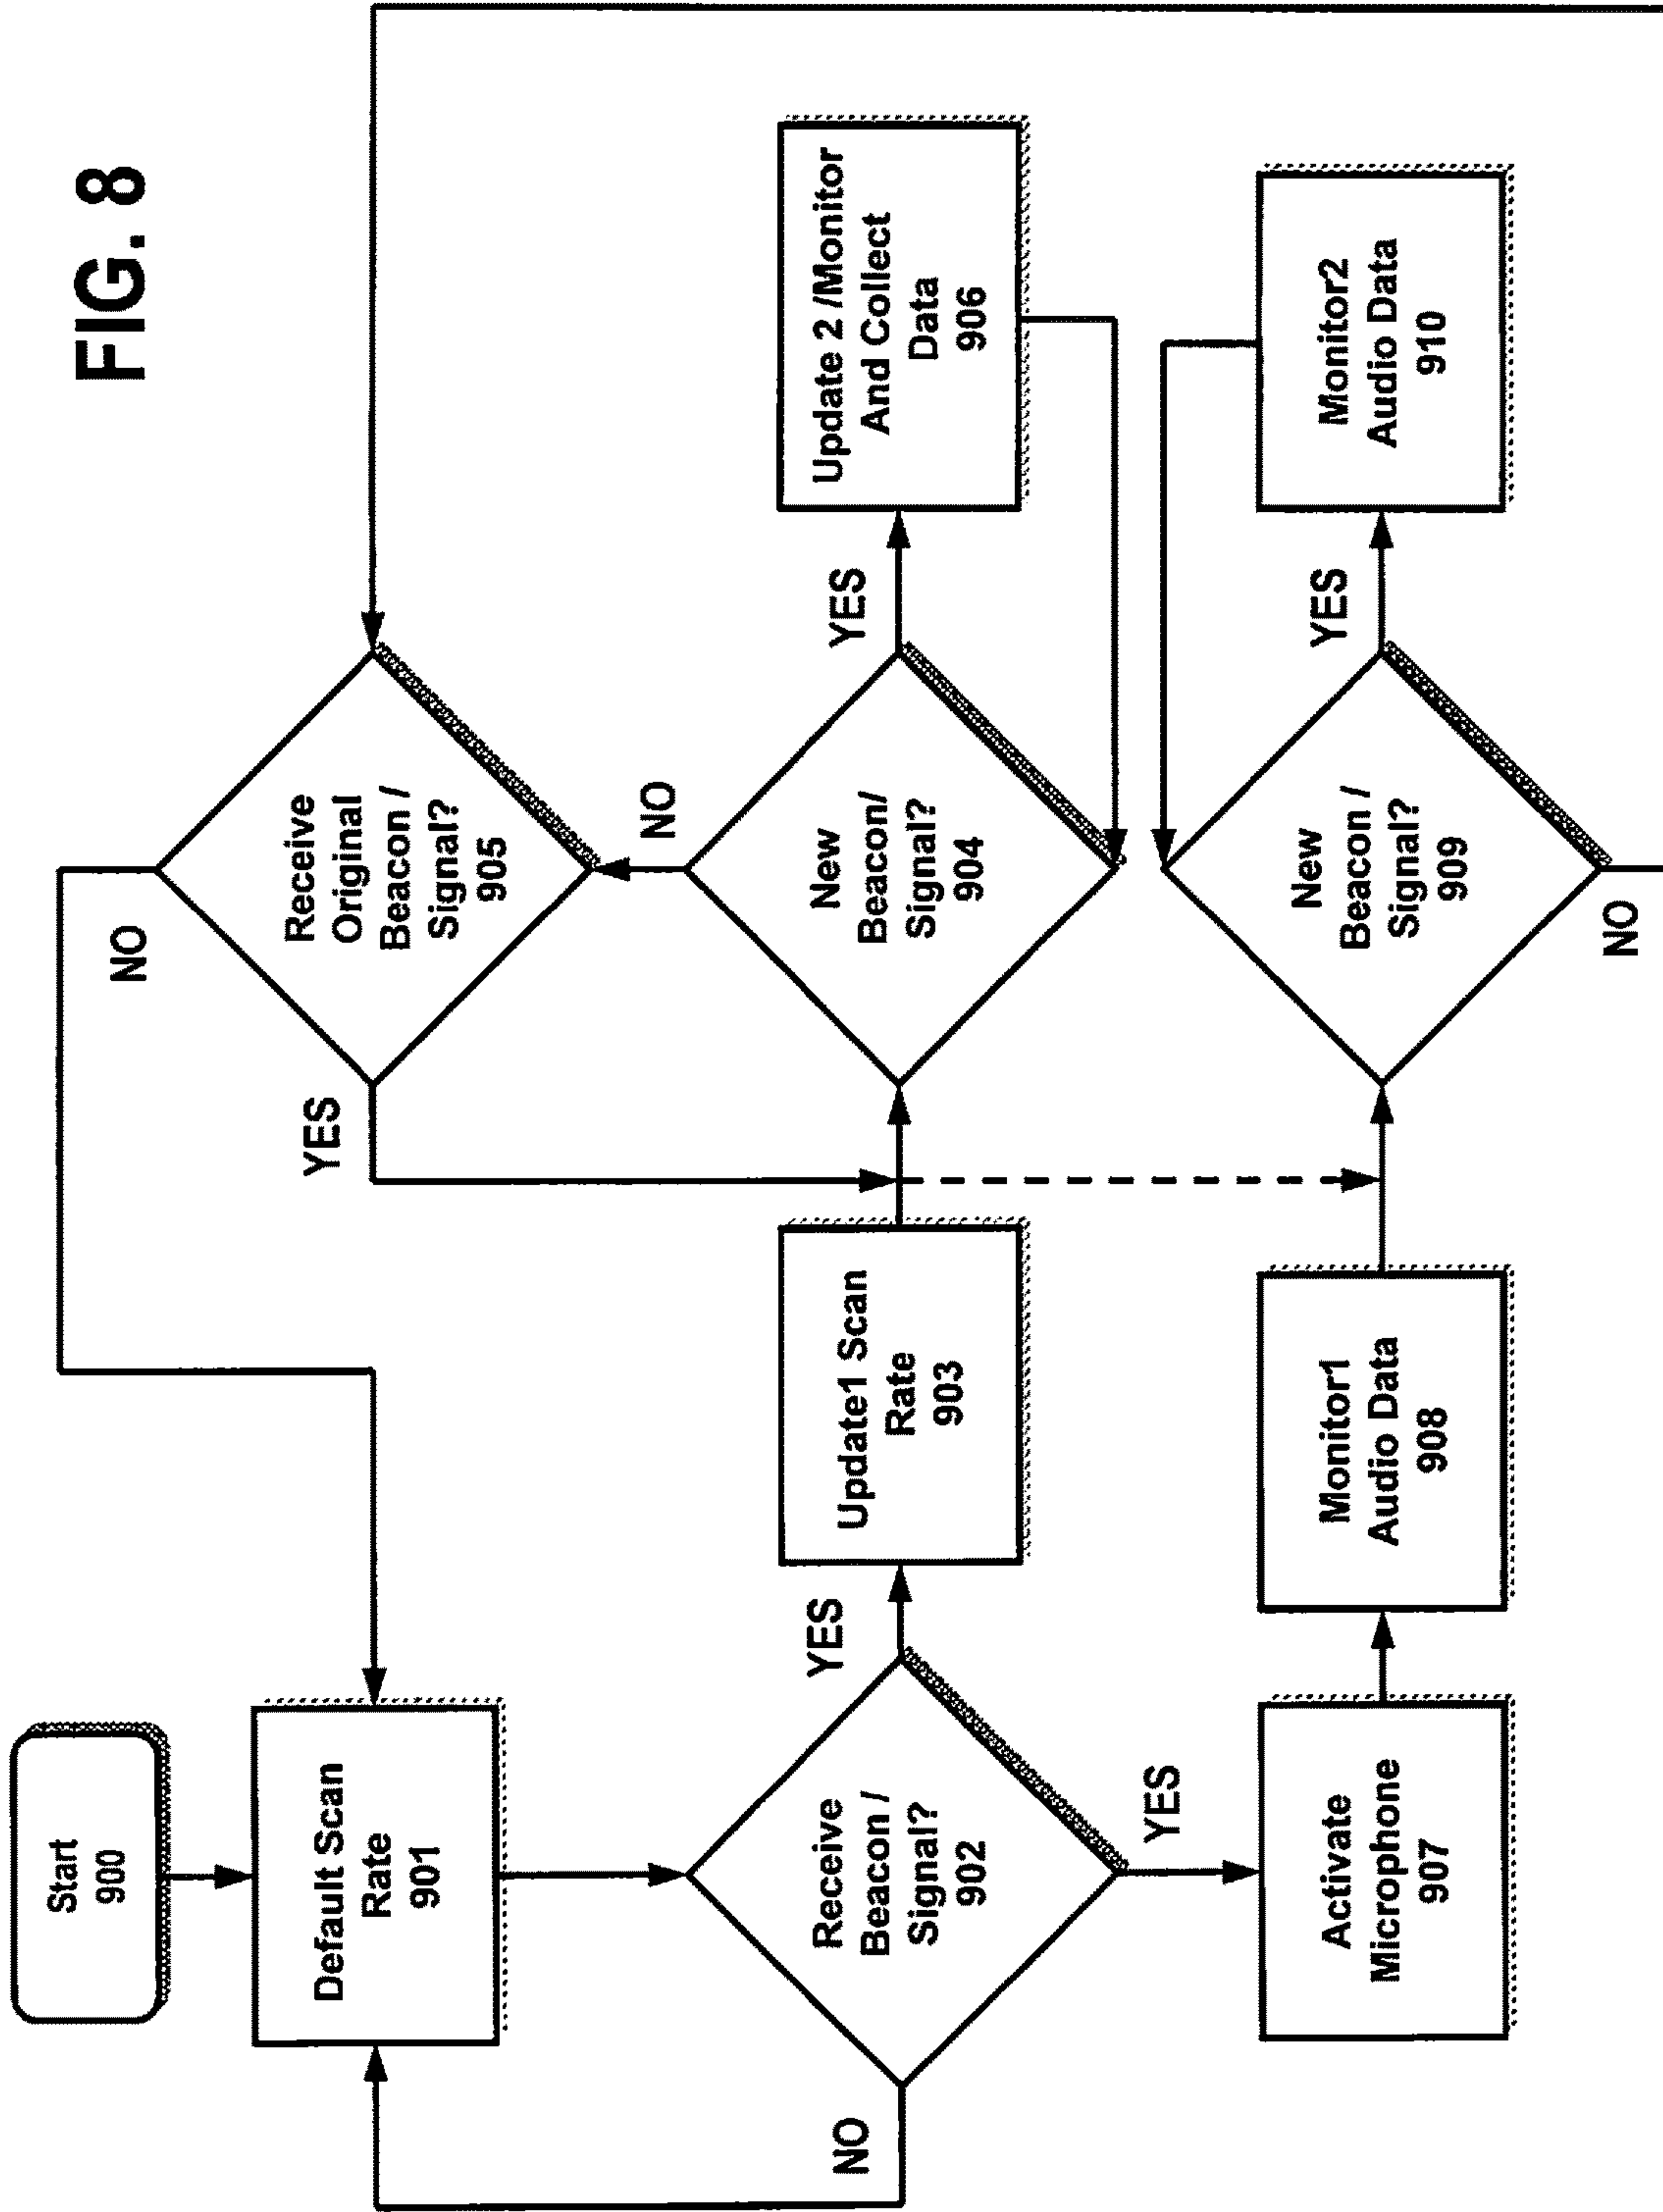 FIG. 8
Start
900
Default Scan
Rate
901
Receive
Beacon /
Signal?
902
NO
YES
YES
Update1 Scan
Rate
903
New
Beacon/
Signal?
904
NO
YES
Receive
Original
Beacon /
Signal?
905
NO
YES
Update 2 /Monitor
And Collect
Data
906
Activate
Microphone
907
Monitor1
Audio Data
908
New
Beacon /
Signal?
909
YES
NO
Monitor2
Audio Data
910